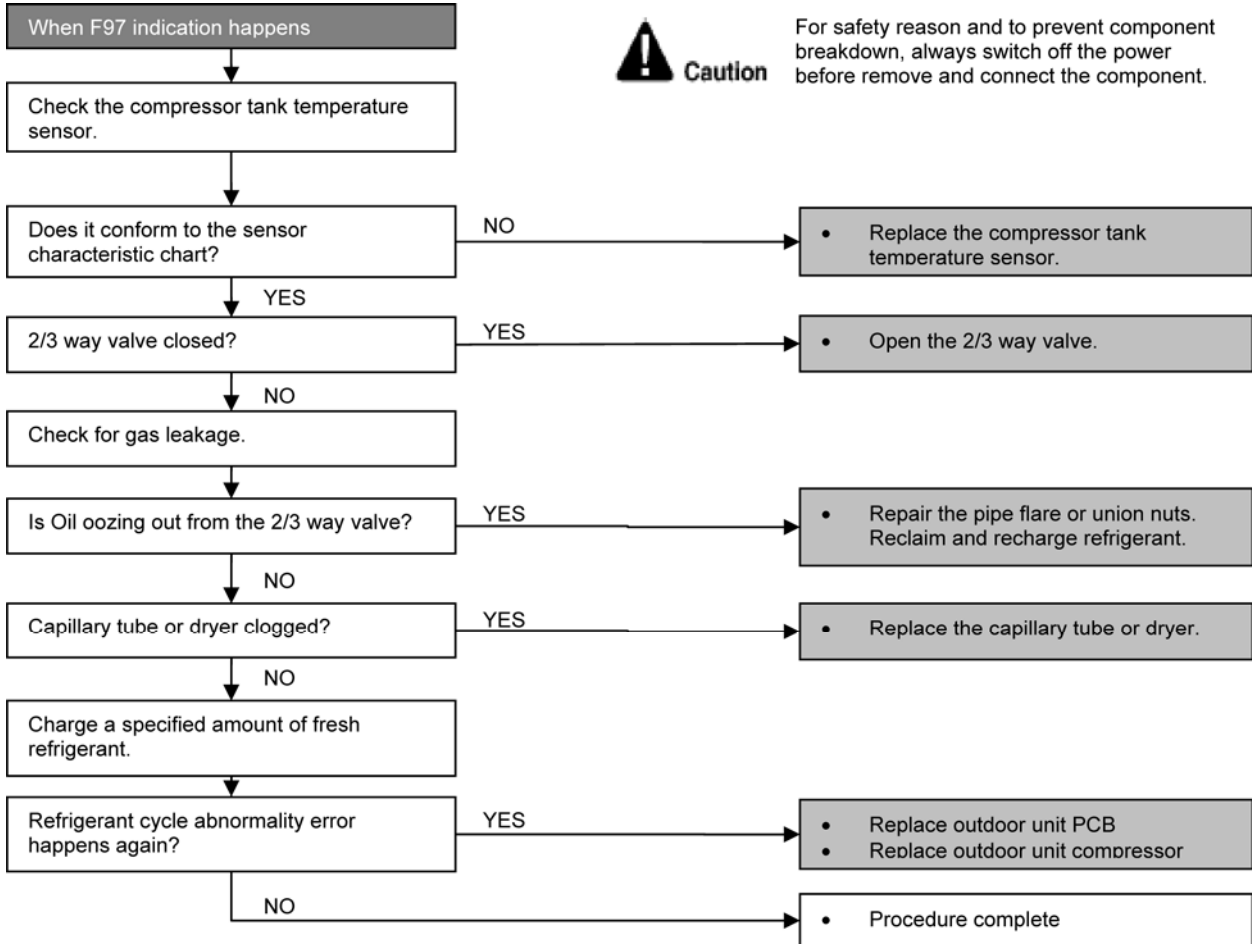 When F97 indication happens
Caution
For safety reason and to prevent component
breakdown, always switch off the power
before remove and connect the component.
Check the compressor tank temperature
sensor.
Does it conform to the sensor
characteristic chart?
NO
• Replace the compressor tank
temperature sensor.
YES
2/3 way valve closed?
YES
• Open the 2/3 way valve.
NO
Check for gas leakage.
Is Oil oozing out from the 2/3 way valve?
YES
• Repair the pipe flare or union nuts.
Reclaim and recharge refrigerant.
NO
Capillary tube or dryer clogged?
YES
• Replace the capillary tube or dryer.
NO
Charge a specified amount of fresh
refrigerant.
Refrigerant cycle abnormality error
happens again?
YES
• Replace outdoor unit PCB
• Replace outdoor unit compressor
NO
• Procedure complete